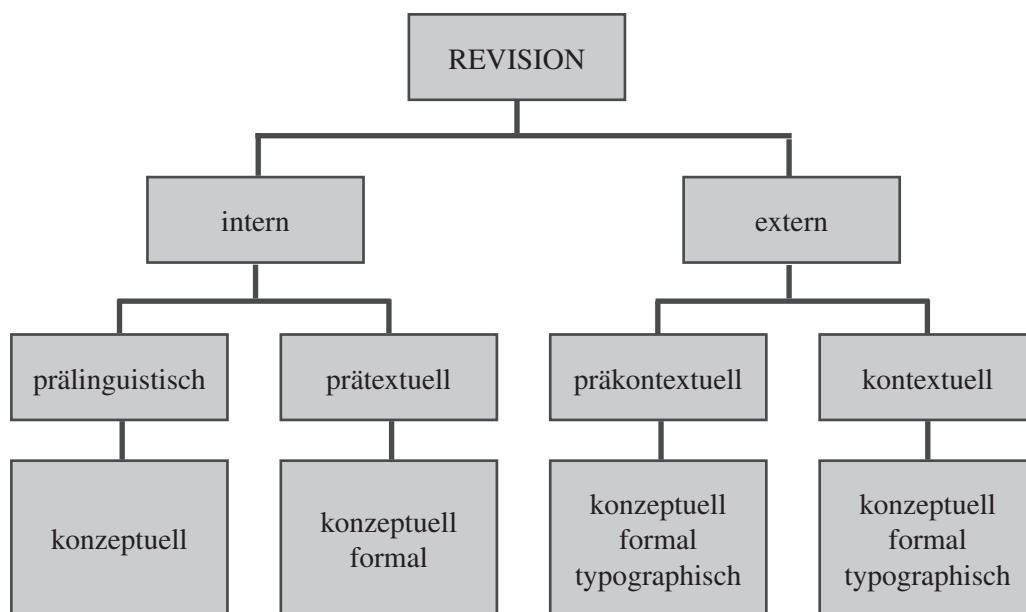 REVISION
intern
extern
prälinguistisch
prätextuell
präkontextuell
kontextuell
konzeptuell
konzeptuell
formal
konzeptuell
formal
typographisch
konzeptuell
formal
typographisch